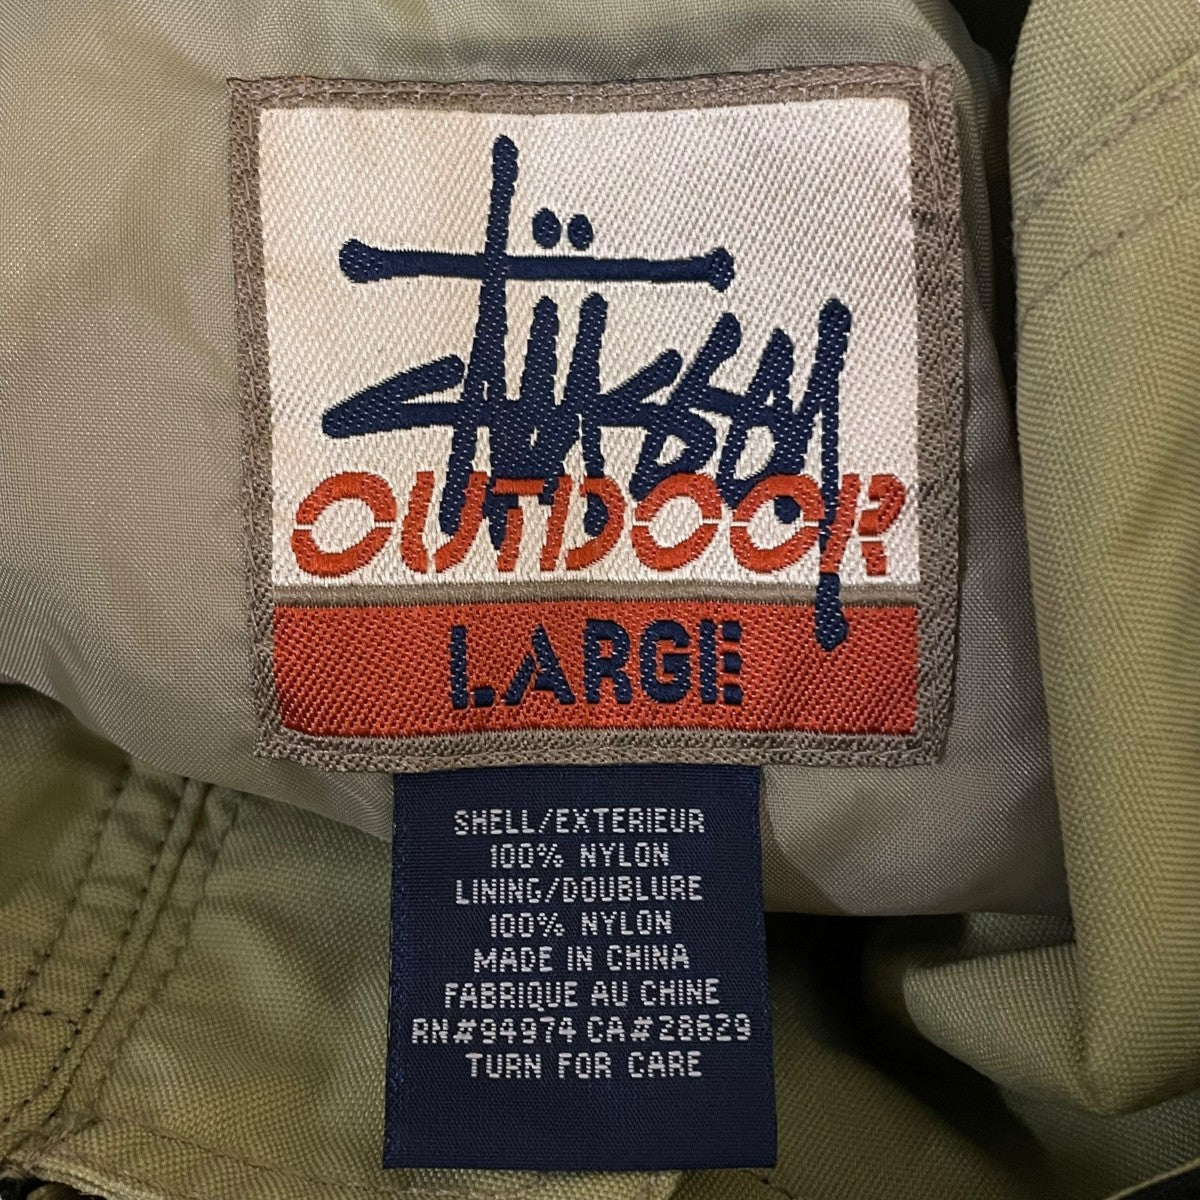 Stüssy
OUTDOOR
LARGE
SHELL/EXTERIEUR
100% NYLON
LINING/DOUBLURE
100% NYLON
MADE IN CHINA
FABRIQUE AU CHINE
RN#94974 CA#28629
TURN FOR CARE